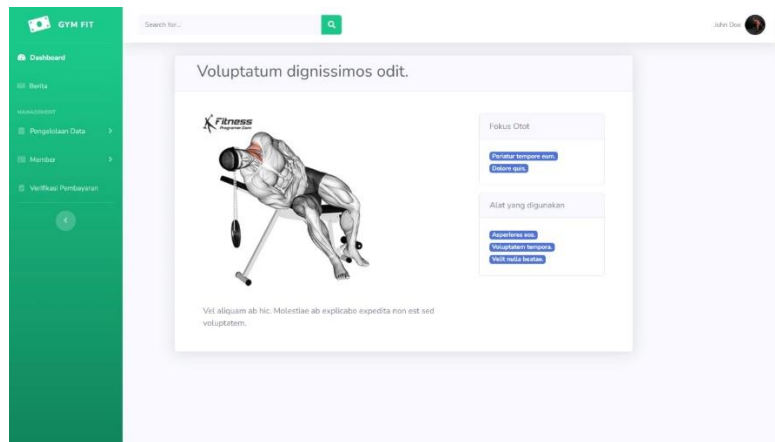 GYM FIT
Search for...
John Doe
Dashboard
Berita
MANAGEMENT
Pengelolaan Data
Member
Verifikasi Pembayaran
Voluptatum dignissimos odit.
Fitness
Programer.Com
Fokus Otot
Pariatur tempore eum.
Dolore quis.
Alat yang digunakan
Asperiores eos.
Voluptatem tempora.
Velit nulla beatae.
Vel aliquam ab hic. Molestiae ab explicabo expedita non est sed
voluptatem.